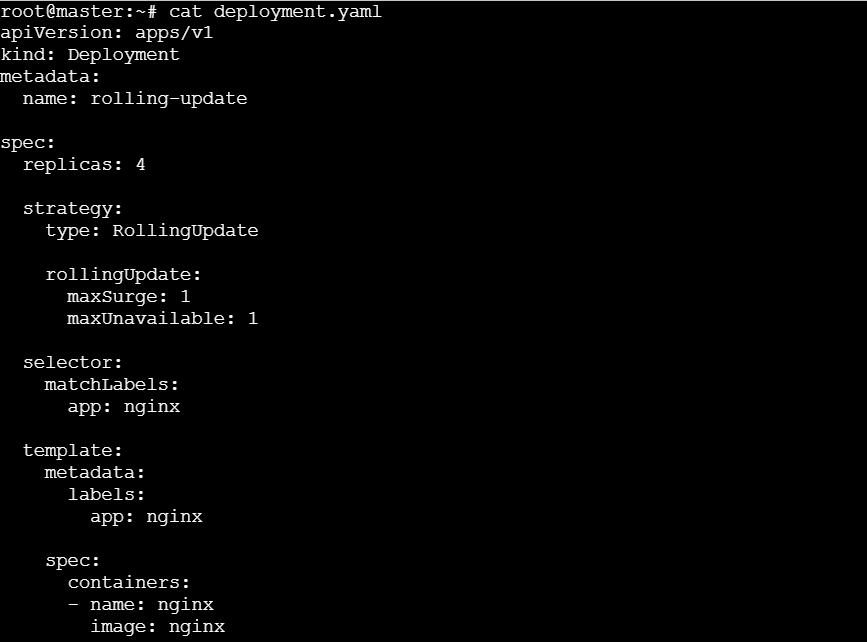 root@master:~# cat deployment.yaml
apiVersion: apps/v1
kind: Deployment
metadata:
  name: rolling-update

spec:
  replicas: 4

  strategy:
    type: RollingUpdate

    rollingUpdate:
      maxSurge: 1
      maxUnavailable: 1

  selector:
    matchLabels:
      app: nginx

  template:
    metadata:
      labels:
        app: nginx

    spec:
      containers:
      - name: nginx
        image: nginx